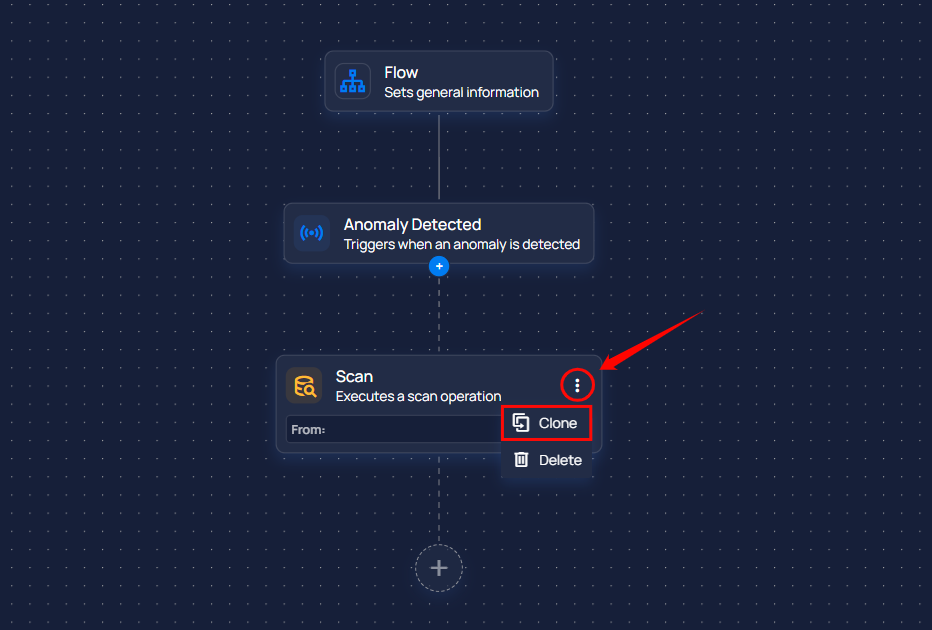 Flow
Sets general information
Anomaly Detected
Triggers when an anomaly is detected
Scan
Executes a scan operation
From:
Clone
Delete